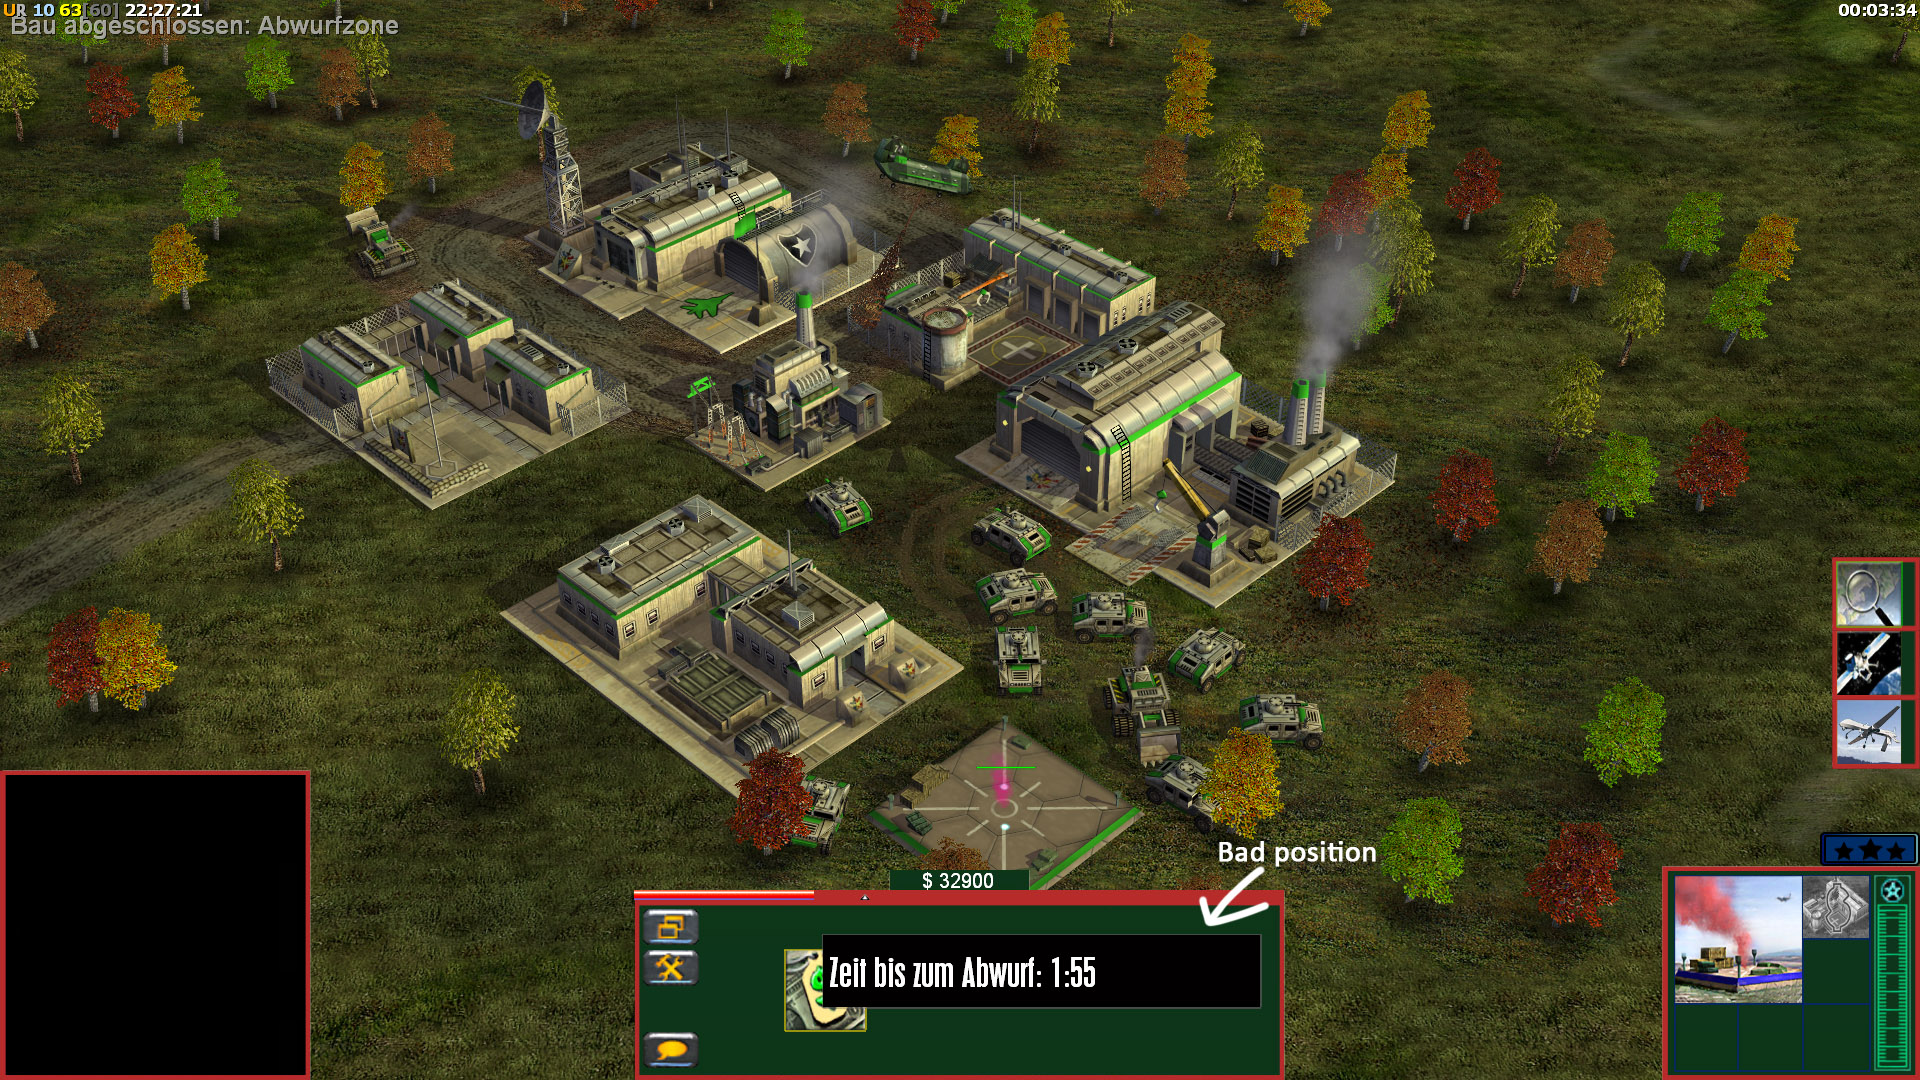 UR 10 63[60] 22:27:21
00:03:34
Bau abgeschlossen: Abwurfzone
Bad position
$ 32900
Zeit bis zum Abwurf: 1:55